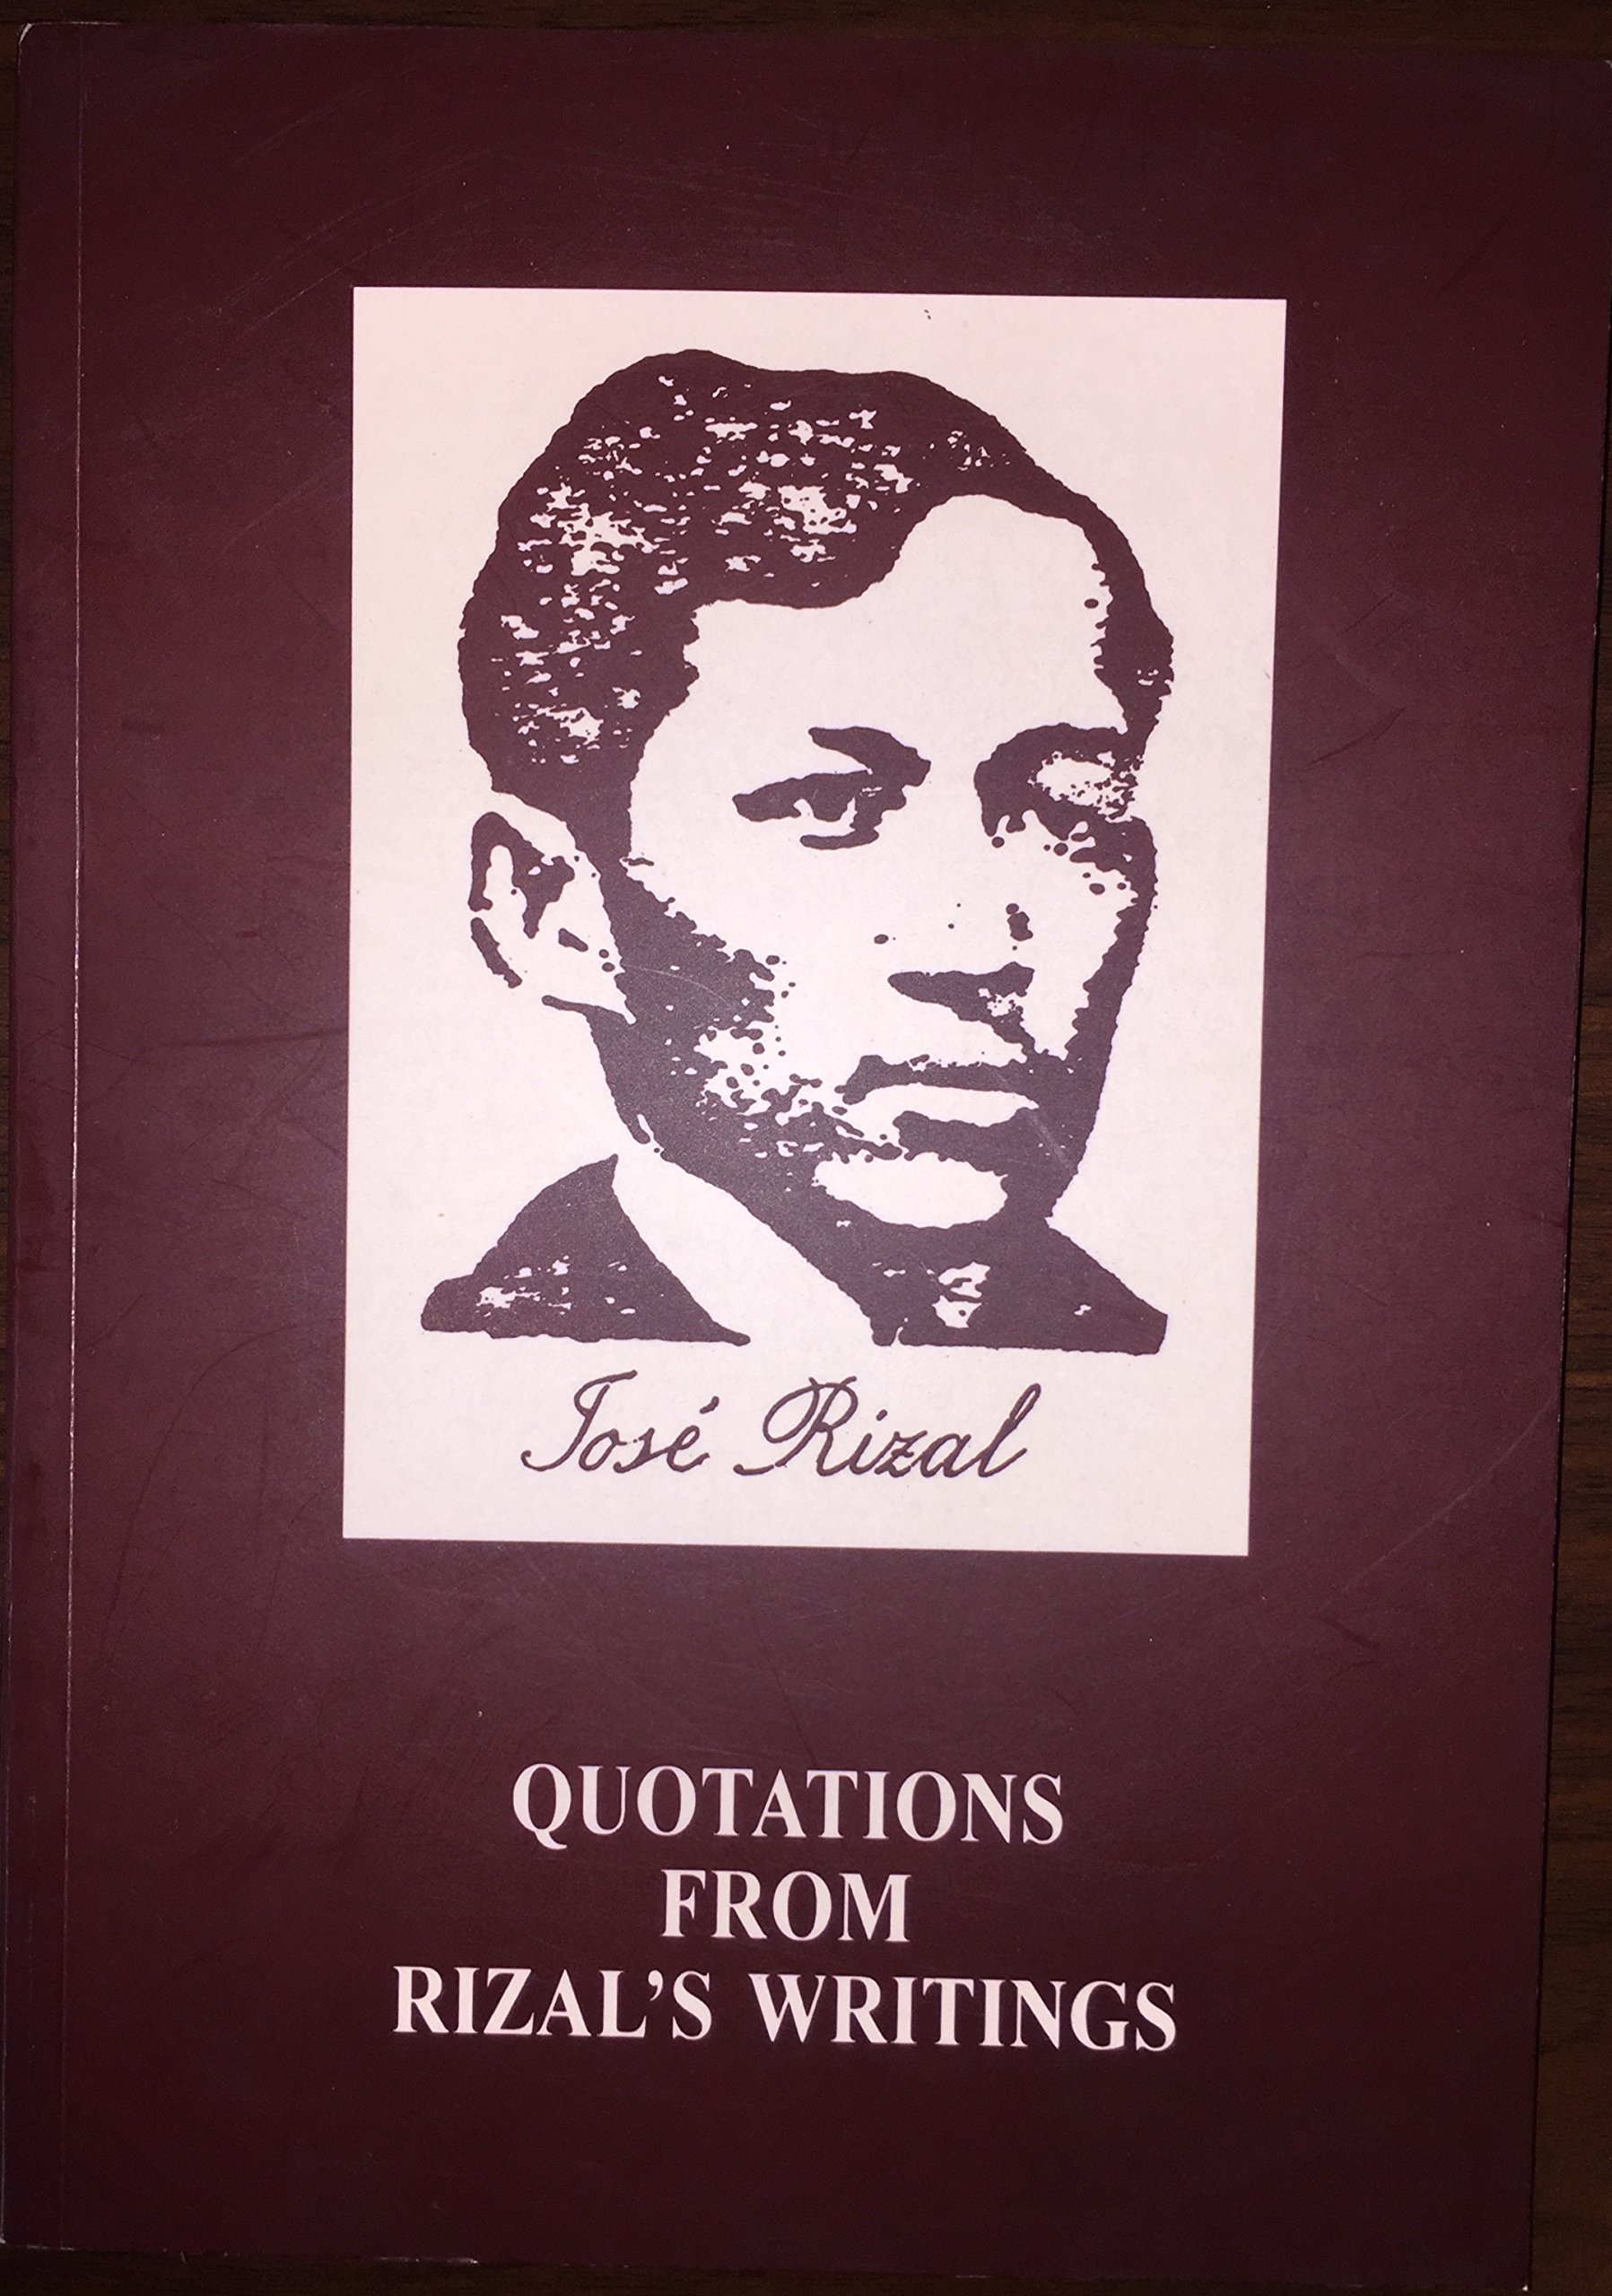 José Rizal
QUOTATIONS
FROM
RIZAL'S WRITINGS